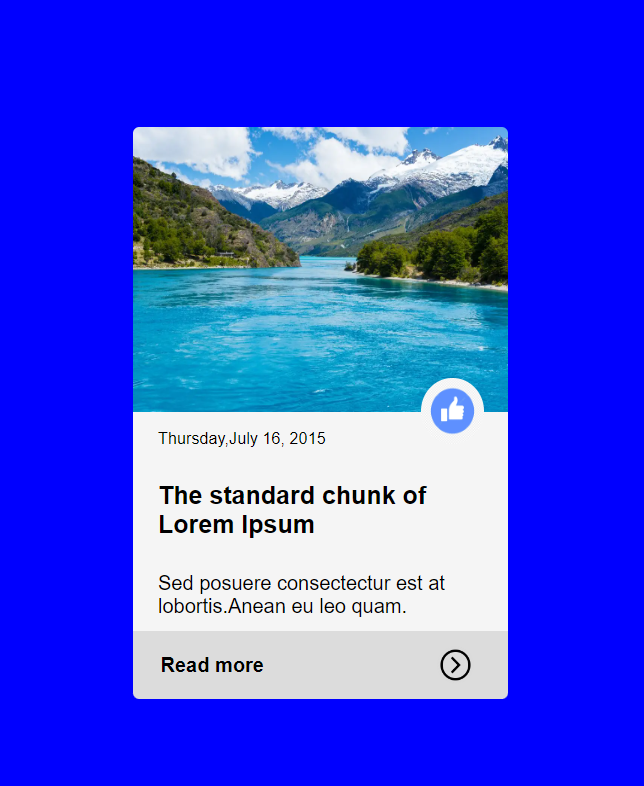 Thursday,July 16, 2015
The standard chunk of
Lorem Ipsum
Sed posuere consectectur est at
lobortis.Anean eu leo quam.
Read more